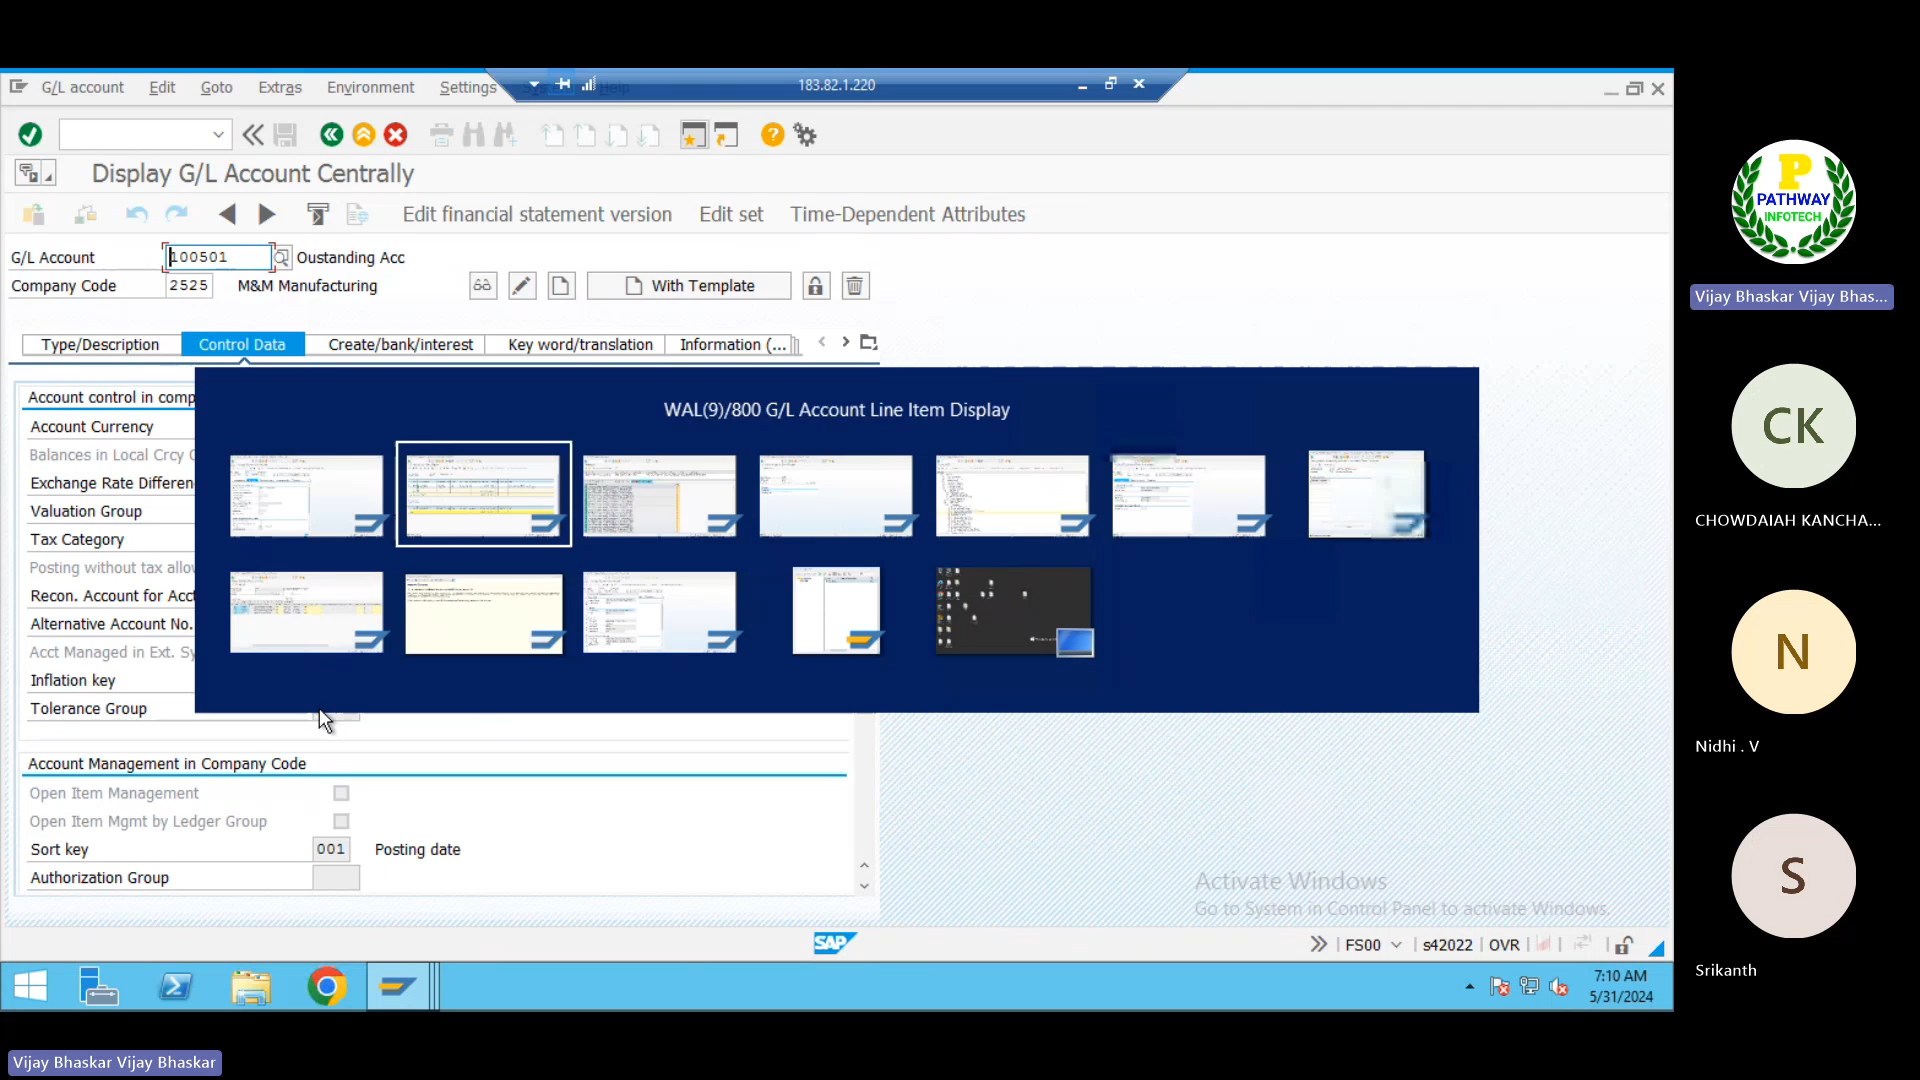 G/L account Edit Goto Extras Environment Settings
183.82.1.220
Display G/L Account Centrally
Edit financial statement version Edit set Time-Dependent Attributes
G/L Account 100501 Oustanding Acc
Company Code 2525 M&M Manufacturing
With Template
Type/Description Control Data Create/bank/interest Key word/translation Information (...
Account control in comp
Account Currency
Balances in Local Crcy
Exchange Rate Differen
Valuation Group
Tax Category
Posting without tax allo
Recon. Account for Acct
Alternative Account No.
Acct Managed in Ext. Sy
Inflation key
Tolerance Group
WAL(9)/800 G/L Account Line Item Display
Account Management in Company Code
Open Item Management
Open Item Mgmt by Ledger Group
Sort key 001 Posting date
Authorization Group
Activate Windows
Go to System in Control Panel to activate Windows.
SAP
FS00 s42022 OVR
7:10 AM
5/31/2024
P
PATHWAY
INFOTECH
Vijay Bhaskar Vijay Bhas...
CK
CHOWDAIAH KANCHA...
N
Nidhi . V
S
Srikanth
Vijay Bhaskar Vijay Bhaskar